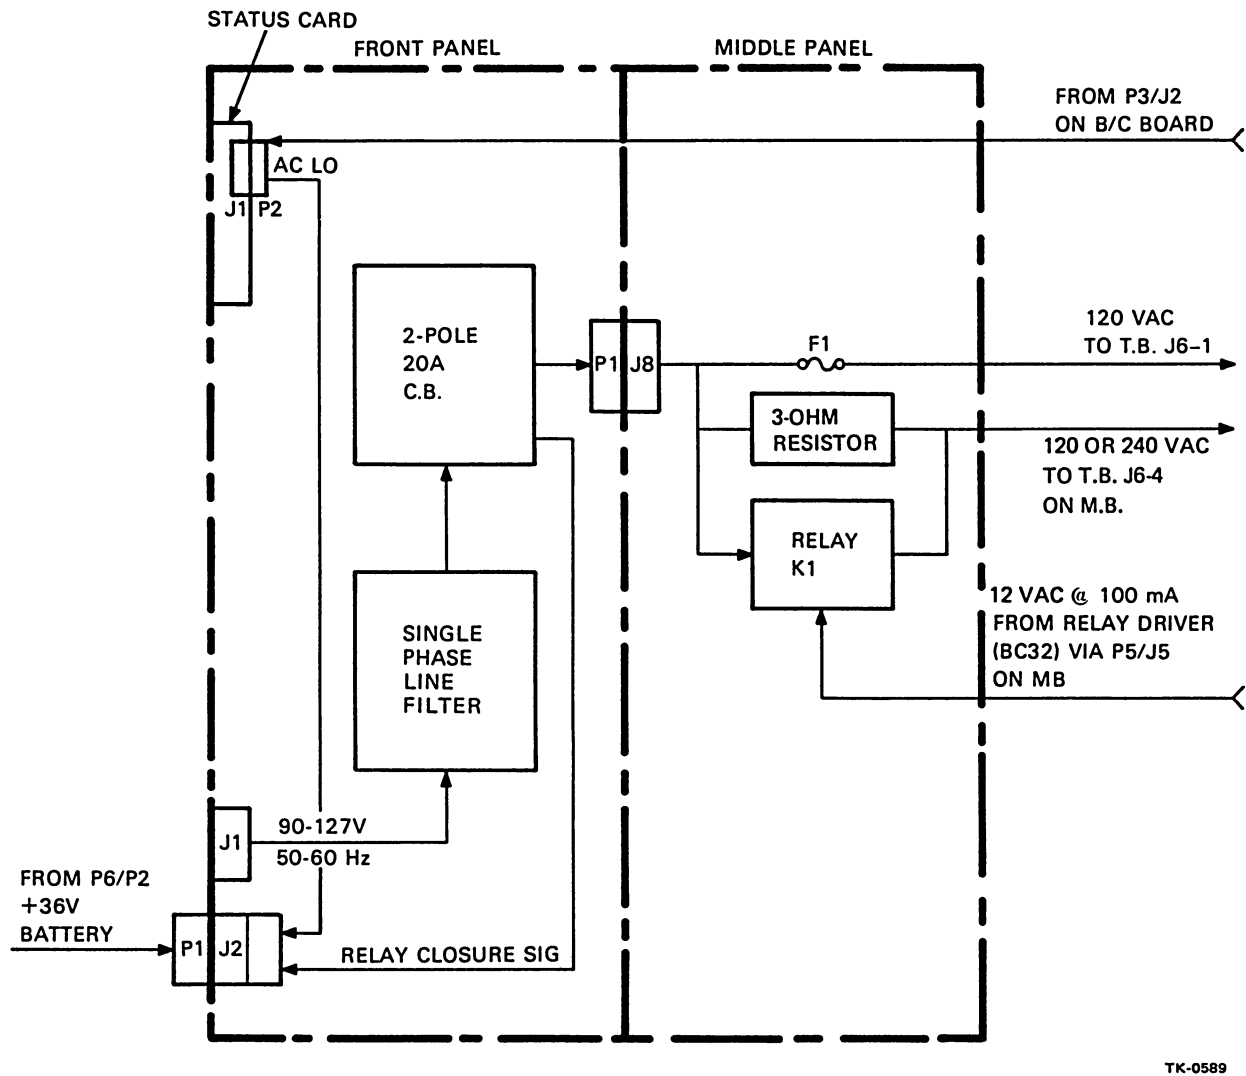 STATUS CARD
FRONT PANEL
MIDDLE PANEL
FROM P3/J2
ON B/C BOARD
AC LO
J1 P2
2-POLE
20A
C.B.
P1 J8
F1
120 VAC
TO T.B. J6-1
3-OHM
RESISTOR
120 OR 240 VAC
TO T.B. J6-4
ON M.B.
RELAY
K1
12 VAC @ 100 mA
FROM RELAY DRIVER
(BC32) VIA P5/J5
ON MB
SINGLE
PHASE
LINE
FILTER
J1
90-127V
50-60 Hz
FROM P6/P2
+36V
BATTERY
P1 J2
RELAY CLOSURE SIG
TK-0589